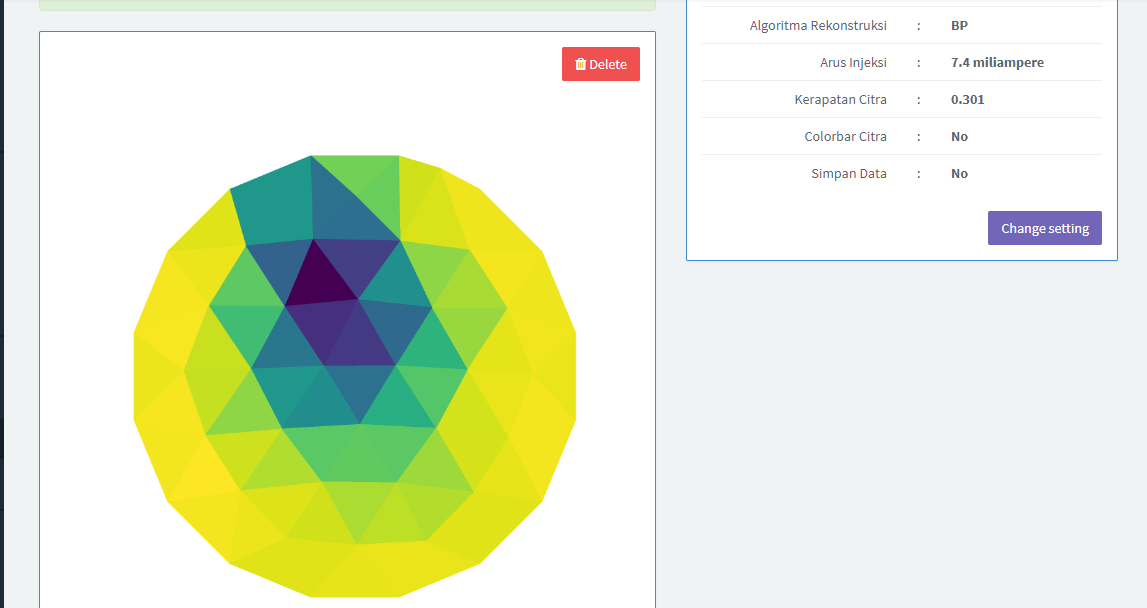 Delete
Algoritma Rekonstruksi : BP
Arus Injeksi : 7.4 miliampere
Kerapatan Citra : 0.301
Colorbar Citra : No
Simpan Data : No
Change setting